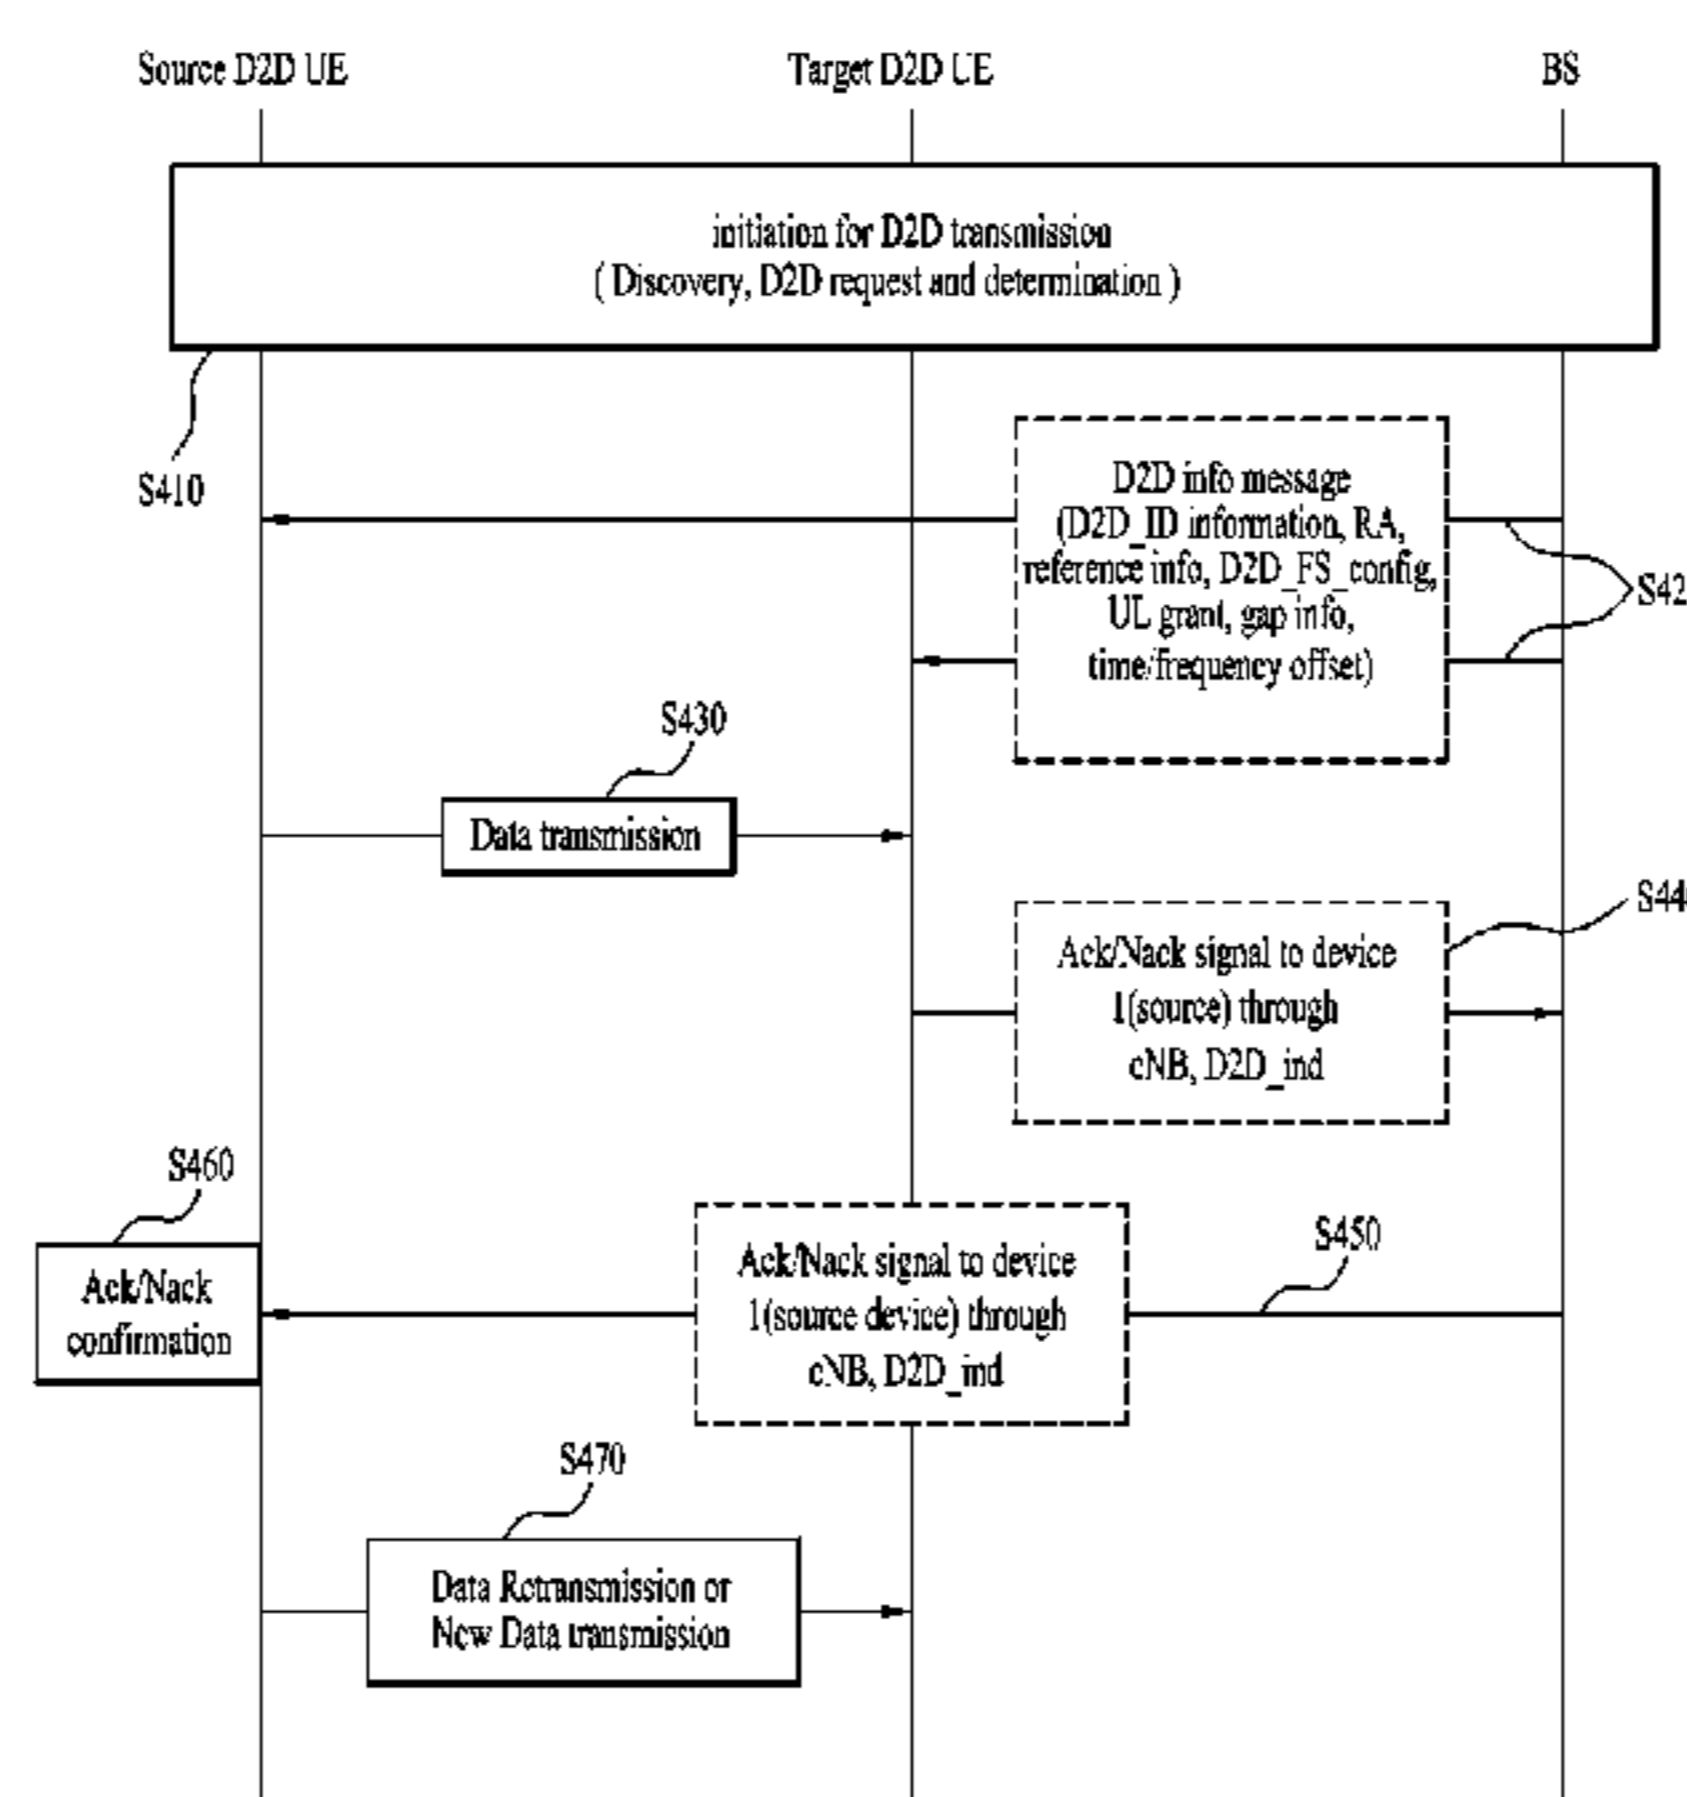 Source D2D UE
Target D2D UE
BS
initiation for D2D transmission
( Discovery, D2D request and determination )
S410
D2D info message
(D2D_ID information, RA,
reference info, D2D_FS_config,
UL grant, gap info,
time/frequency offset)
S42
S430
Data transmission
S44
Ack/Nack signal to device
1(source) through
eNB, D2D_ind
S460
Ack/Nack
confirmation
Ack/Nack signal to device
1(source device) through
eNB, D2D_ind
S450
S470
Data Retransmission or
New Data transmission